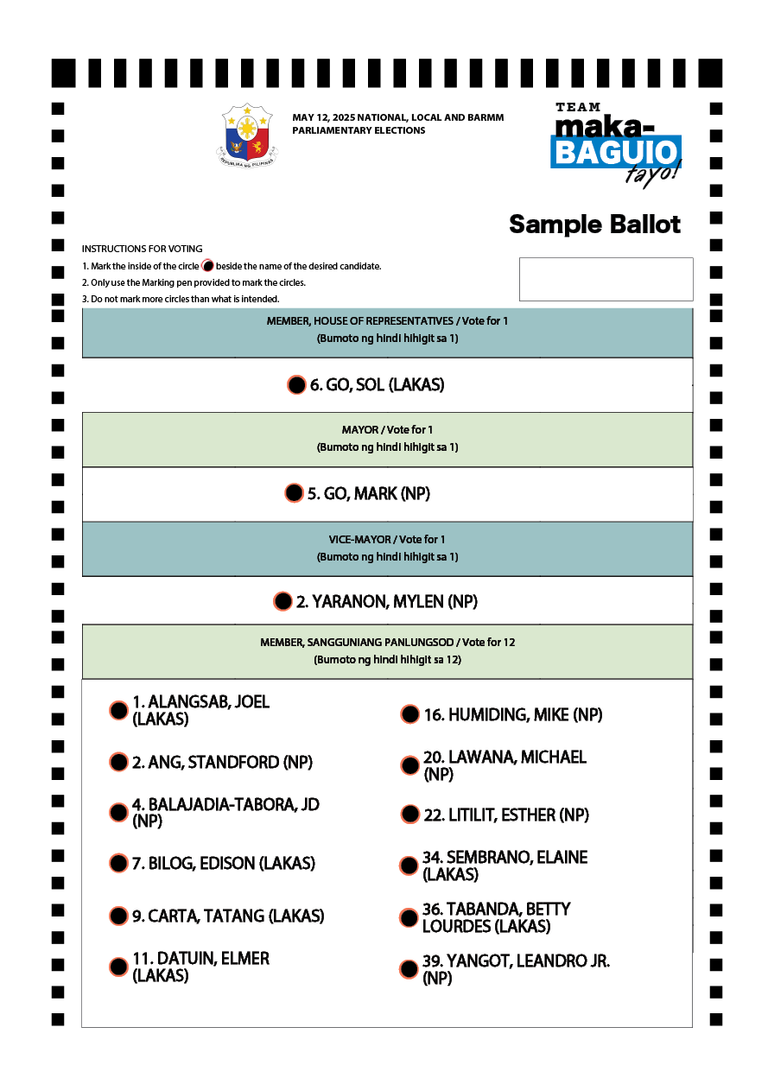 MAY 12, 2025 NATIONAL, LOCAL AND BARMM
PARLIAMENTARY ELECTIONS
REPUBLIKA NG PILIPINAS
TEAM
maka-
BAGUIO
tayo!
Sample Ballot
INSTRUCTIONS FOR VOTING
1. Mark the inside of the circle beside the name of the desired candidate.
2. Only use the Marking pen provided to mark the circles.
3. Do not mark more circles than what is intended.
MEMBER, HOUSE OF REPRESENTATIVES / Vote for 1
(Bumoto ng hindi hihigit sa 1)
6. GO, SOL (LAKAS)
MAYOR / Vote for 1
(Bumoto ng hindi hihigit sa 1)
5. GO, MARK (NP)
VICE-MAYOR / Vote for 1
(Bumoto ng hindi hihigit sa 1)
2. YARANON, MYLEN (NP)
MEMBER, SANGGUNIANG PANLUNGSOD / Vote for 12
(Bumoto ng hindi hihigit sa 12)
1. ALANGSAB, JOEL
(LAKAS)
2. ANG, STANDFORD (NP)
4. BALAJADIA-TABORA, JD
(NP)
7. BILOG, EDISON (LAKAS)
9. CARTA, TATANG (LAKAS)
11. DATUIN, ELMER
(LAKAS)
16. HUMIDING, MIKE (NP)
20. LAWANA, MICHAEL
(NP)
22. LITILIT, ESTHER (NP)
34. SEMBRANO, ELAINE
(LAKAS)
36. TABANDA, BETTY
LOURDES (LAKAS)
39. YANGOT, LEANDRO JR.
(NP)